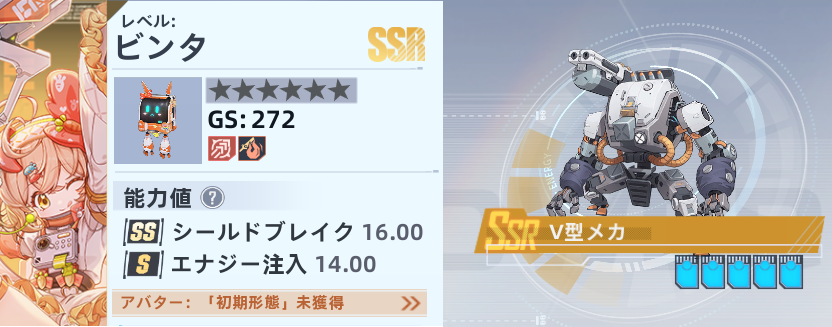 レベル:
ビンタ
SSR
GS: 272
能力値 ?
SS シールドブレイク 16.00
S エナジー注入 14.00
アバター: 「初期形態」未獲得 >>
ENERGY
SSR V型メカ